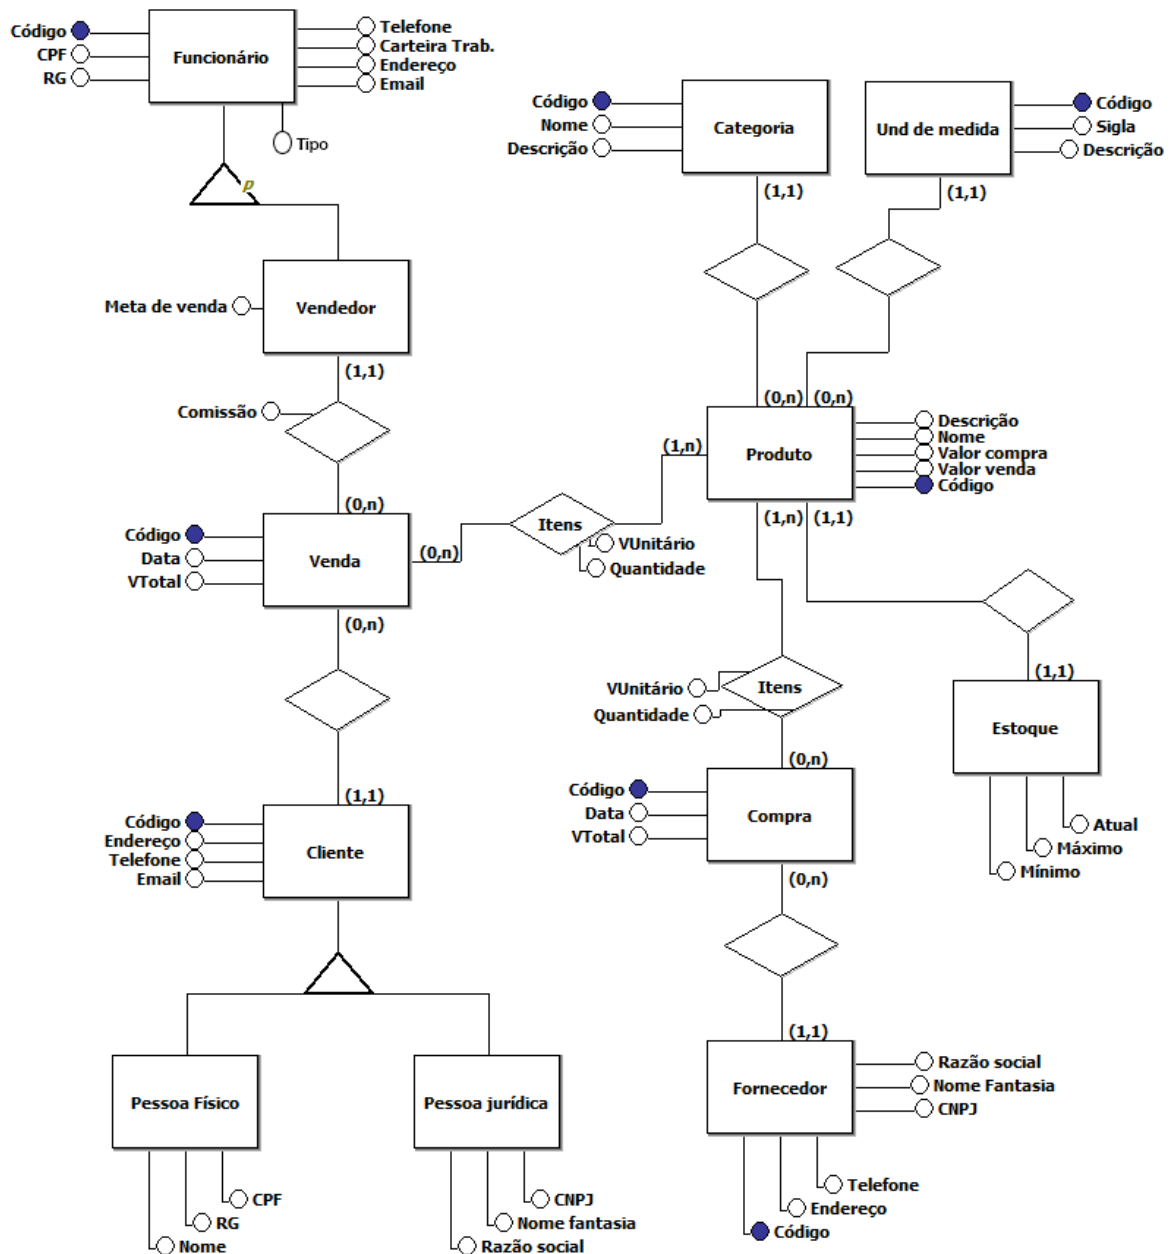 Código
CPF
RG
Funcionário
Telefone
Carteira Trab.
Endereço
Email
Tipo
p
Código
Nome
Descrição
Categoria
(1,1)
Und de medida
Código
Sigla
Descrição
(1,1)
Meta de venda
Vendedor
(1,1)
Comissão
(0,n)
(0,n)
(0,n)
Produto
Descrição
Nome
Valor compra
Valor venda
Código
(1,n)
(1,n)
(1,1)
Código
Data
VTotal
Venda
(0,n)
(0,n)
Itens
VUnitário
Quantidade
VUnitário
Quantidade
Itens
(0,n)
(1,1)
Estoque
Atual
Máximo
Mínimo
Código
Data
VTotal
Compra
(0,n)
(1,1)
Código
Endereço
Telefone
Email
Cliente
Pessoa Físico
CPF
RG
Nome
Pessoa jurídica
CNPJ
Nome fantasia
Razão social
(1,1)
Fornecedor
Razão social
Nome Fantasia
CNPJ
Telefone
Endereço
Código